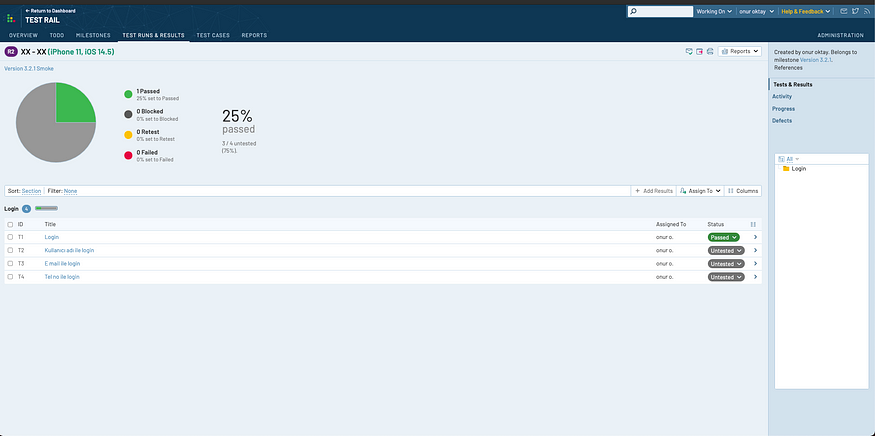 ← Return to Dashboard
TEST RAIL
Working On
onur oktay
Help & Feedback
OVERVIEW TODO MILESTONES TEST RUNS & RESULTS TEST CASES REPORTS ADMINISTRATION
R2 XX - XX (iPhone 11, iOS 14.5)
Reports
Version 3.2.1 Smoke
1 Passed
25% set to Passed
0 Blocked
0% set to Blocked
0 Retest
0% set to Retest
0 Failed
0% set to Failed
25%
passed
3 / 4 untested
(75%).
Created by onur oktay. Belongs to
milestone Version 3.2.1.
References
Tests & Results
Activity
Progress
Defects
All
Login
Sort: Section Filter: None
+ Add Results Assign To Columns
Login 4
ID Title Assigned To Status
T1 Login onur o. Passed
T2 Kullanıcı adı ile login onur o. Untested
T3 E mail ile login onur o. Untested
T4 Tel no ile login onur o. Untested